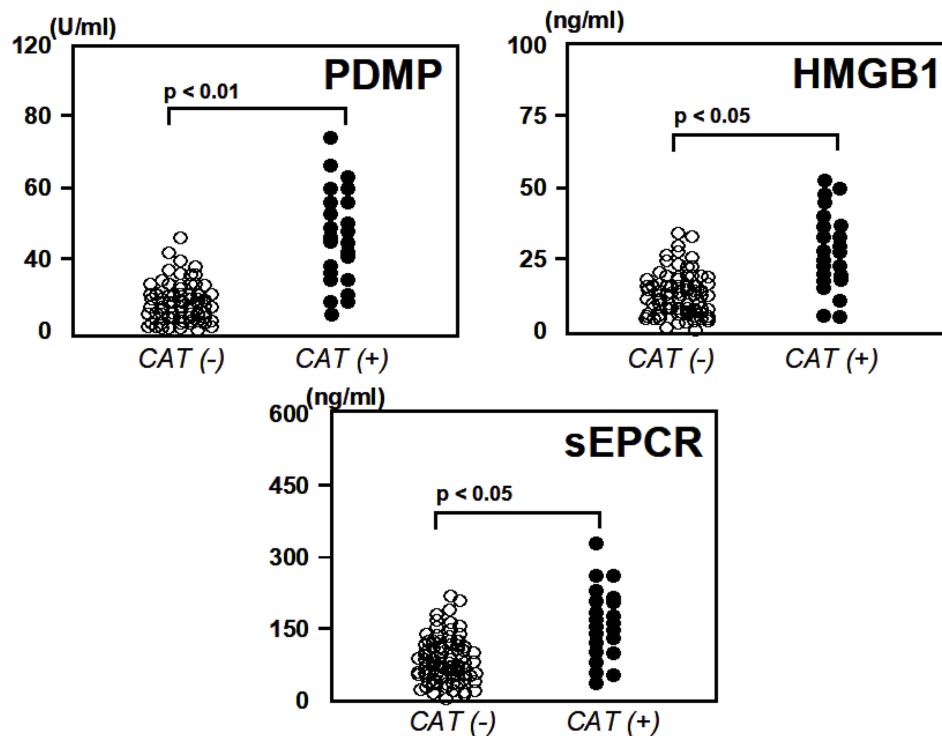 (U/ml)
PDMP
p < 0.01
120
80
60
40
20
0
CAT (-)
CAT (+)
(ng/ml)
HMGB1
p < 0.05
100
75
50
25
0
CAT (-)
CAT (+)
(ng/ml)
sEPCR
p < 0.05
600
450
300
150
0
CAT (-)
CAT (+)